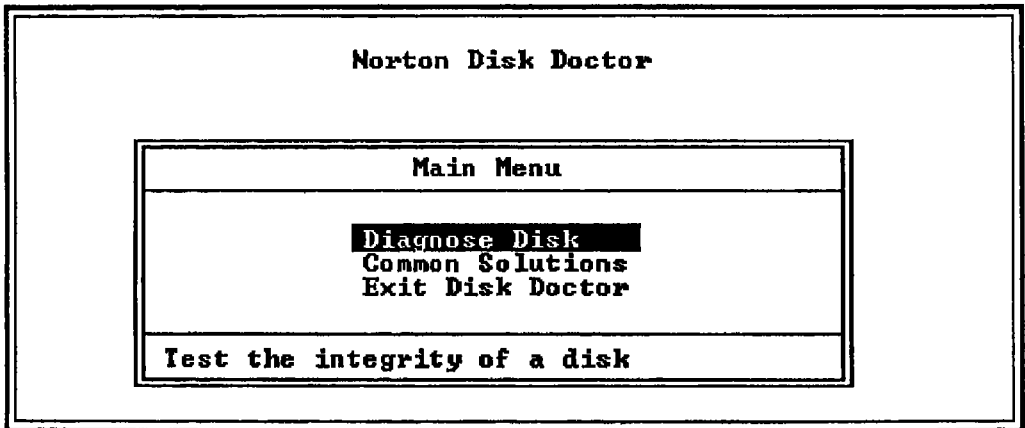 Norton Disk Doctor
Main Menu
Diagnose Disk
Common Solutions
Exit Disk Doctor
Test the integrity of a disk